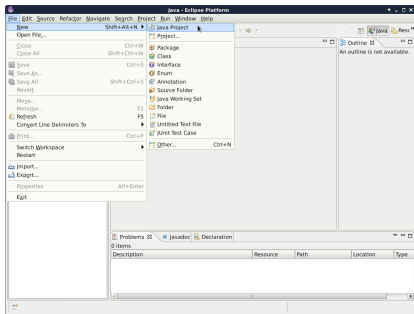 Java - Eclipse Platform
File Edit Source Refactor Navigate Search Project Run Window Help
New Shift+Alt+N
Open File...
Close Ctrl+W
Close All Shift+Ctrl+W
Save Ctrl+S
Save As...
Save All Shift+Ctrl+S
Revert
Move...
Rename... F2
Refresh F5
Convert Line Delimiters To
Print... Ctrl+P
Switch Workspace
Restart
Import...
Export...
Properties Alt+Enter
Exit
Java Project
Project...
Package
Class
Interface
Enum
Annotation
Source Folder
Java Working Set
Folder
File
Untitled Text File
JUnit Test Case
Other... Ctrl+N
Java
Outline
An outline is not available.
Problems Javadoc Declaration
0 items
Description Resource Path Location Type